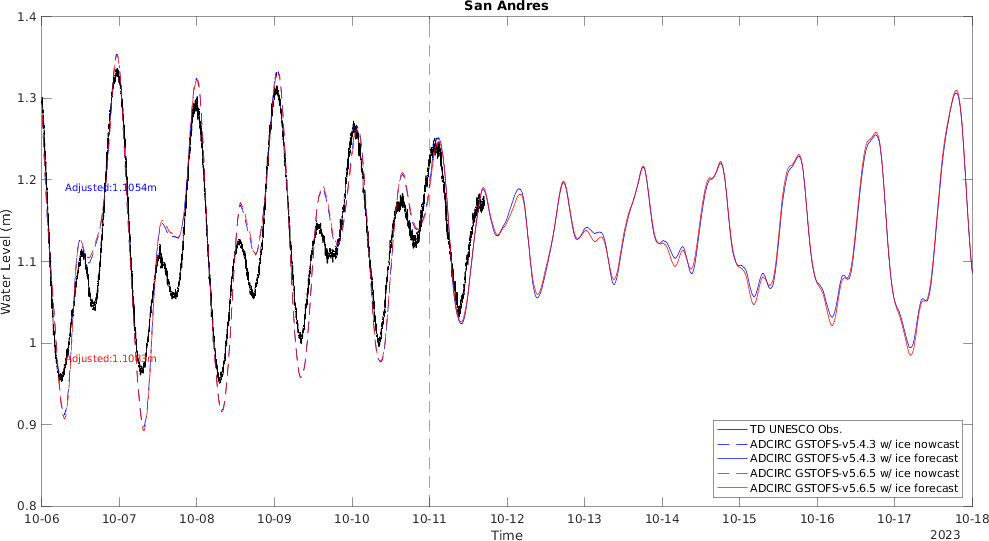 San Andres
1.4
1.3
1.2
1.1
1
0.9
0.8
Water Level (m)
Adjusted:1.1054m
TD UNESCO Obs.
ADCIRC GSTOFS-v5.4.3 w/ ice nowcast
ADCIRC GSTOFS-v5.4.3 w/ ice forecast
ADCIRC GSTOFS-v5.6.5 w/ ice nowcast
ADCIRC GSTOFS-v5.6.5 w/ ice forecast
10-06 10-07 10-08 10-09 10-10 10-11 10-12 10-13 10-14 10-15 10-16 10-17 10-18
Time
2023